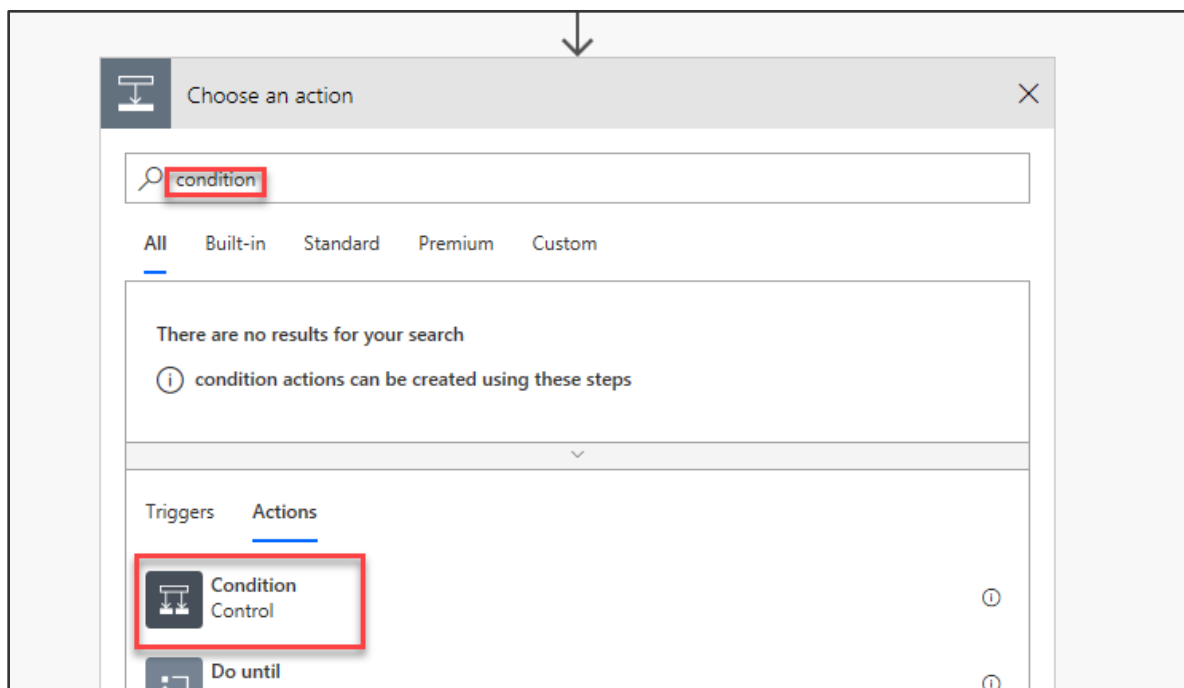 Choose an action
condition
All Built-in Standard Premium Custom
There are no results for your search
condition actions can be created using these steps
Triggers Actions
Condition
Control
Do until